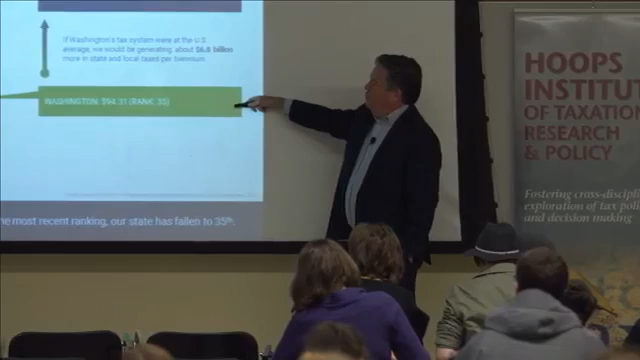 If Washington's tax system were at the U.S.
average, we would be generating about $6.8 billion
more in state and local taxes per biennium
WASHINGTON: $94.31 (RANK: 35)
most recent ranking, our state has fallen to 35th.
HOOPS
INSTITUT
OF TAXATION
RESEARCH
& POLICY
Fostering cross-discipli
exploration of tax poli
and decision making